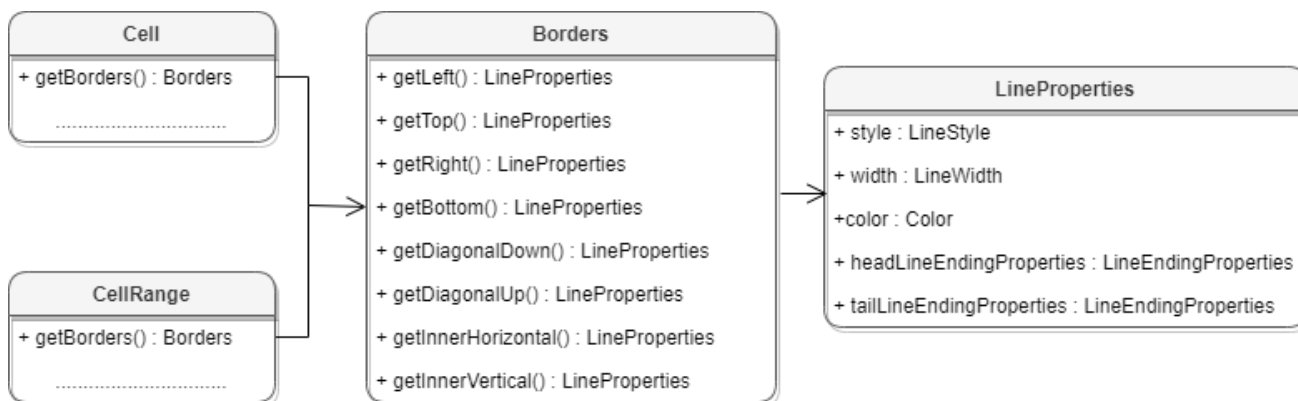 Cell
+ getBorders() : Borders
...............................
CellRange
+ getBorders() : Borders
...............................
Borders
+ getLeft() : LineProperties
+ getTop() : LineProperties
+ getRight() : LineProperties
+ getBottom() : LineProperties
+ getDiagonalDown() : LineProperties
+ getDiagonalUp() : LineProperties
+ getInnerHorizontal() : LineProperties
+ getInnerVertical() : LineProperties
LineProperties
+ style : LineStyle
+ width : LineWidth
+color : Color
+ headLineEndingProperties : LineEndingProperties
+ tailLineEndingProperties : LineEndingProperties